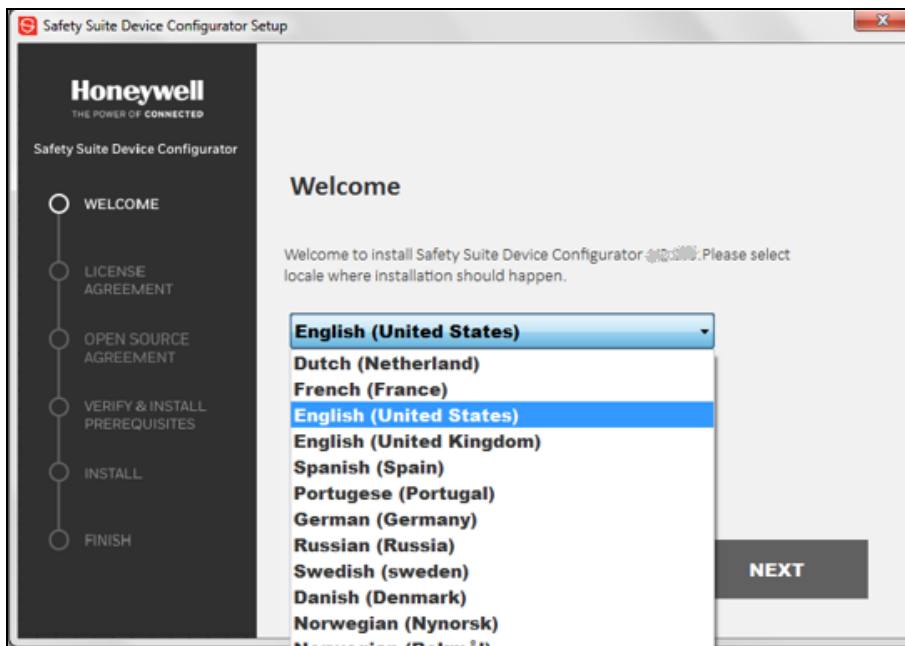 Safety Suite Device Configurator Setup
Honeywell
THE POWER OF CONNECTED
Safety Suite Device Configurator
WELCOME
LICENSE
AGREEMENT
OPEN SOURCE
AGREEMENT
VERIFY & INSTALL
PREREQUISITES
INSTALL
FINISH
Welcome
Welcome to install Safety Suite Device Configurator .Please select
locale where installation should happen.
English (United States)
Dutch (Netherland)
French (France)
English (United States)
English (United Kingdom)
Spanish (Spain)
Portugese (Portugal)
German (Germany)
Russian (Russia)
Swedish (sweden)
Danish (Denmark)
Norwegian (Nynorsk)
NEXT